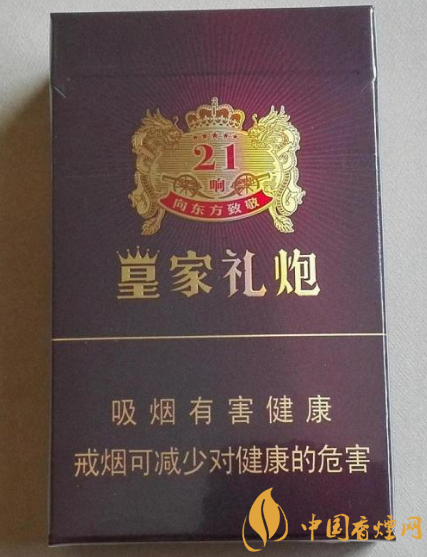 21
响
向东方致敬
皇家礼炮
吸烟有害健康
戒烟可减少对健康的危害
中国香烟网